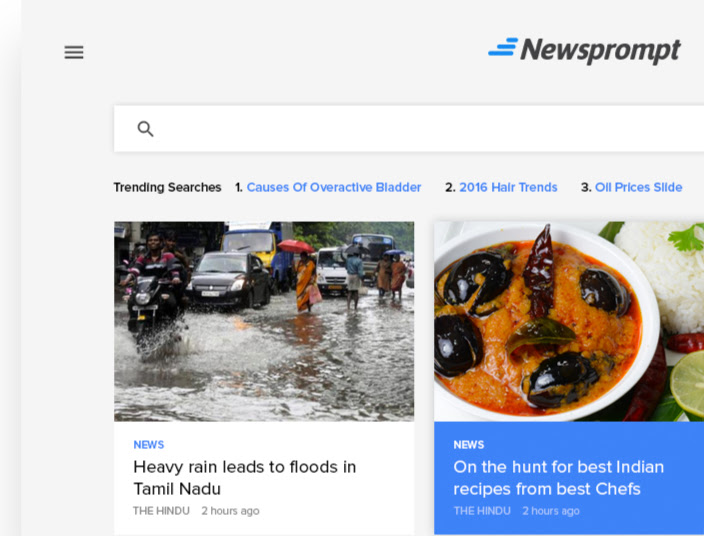 Newsprompt
Trending Searches 1. Causes Of Overactive Bladder 2. 2016 Hair Trends 3. Oil Prices Slide
NEWS
Heavy rain leads to floods in
Tamil Nadu
THE HINDU 2 hours ago
NEWS
On the hunt for best Indian
recipes from best Chefs
THE HINDU 2 hours ago